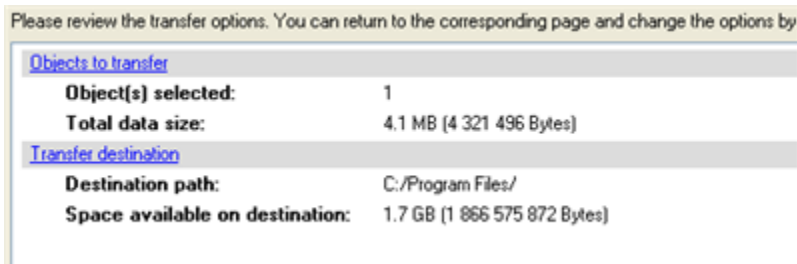 Please review the transfer options. You can return to the corresponding page and change the options by
Objects to transfer
Object(s) selected: 1
Total data size: 4.1 MB (4 321 496 Bytes)
Transfer destination
Destination path: C:/Program Files/
Space available on destination: 1.7 GB (1 866 575 872 Bytes)